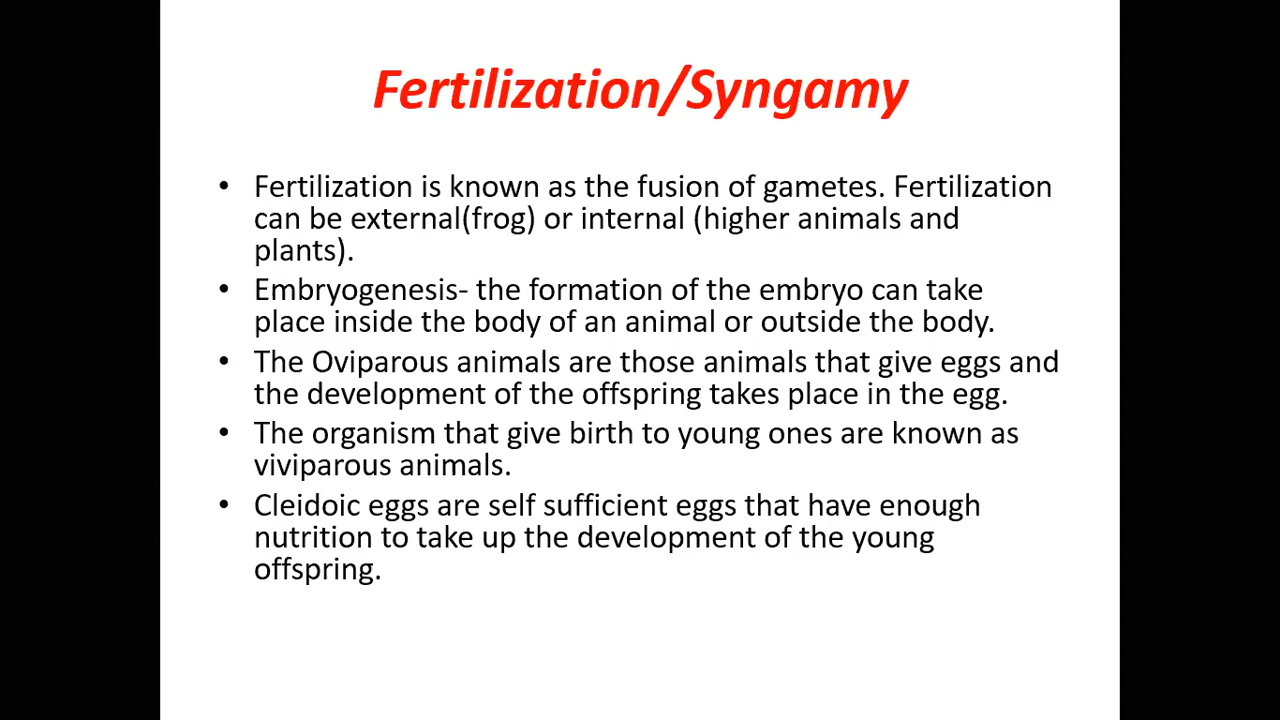 Fertilization/Syngamy
• Fertilization is known as the fusion of gametes. Fertilization
can be external(frog) or internal (higher animals and
plants).
• Embryogenesis- the formation of the embryo can take
place inside the body of an animal or outside the body.
• The Oviparous animals are those animals that give eggs and
the development of the offspring takes place in the egg.
• The organism that give birth to young ones are known as
viviparous animals.
• Cleidoic eggs are self sufficient eggs that have enough
nutrition to take up the development of the young
offspring.